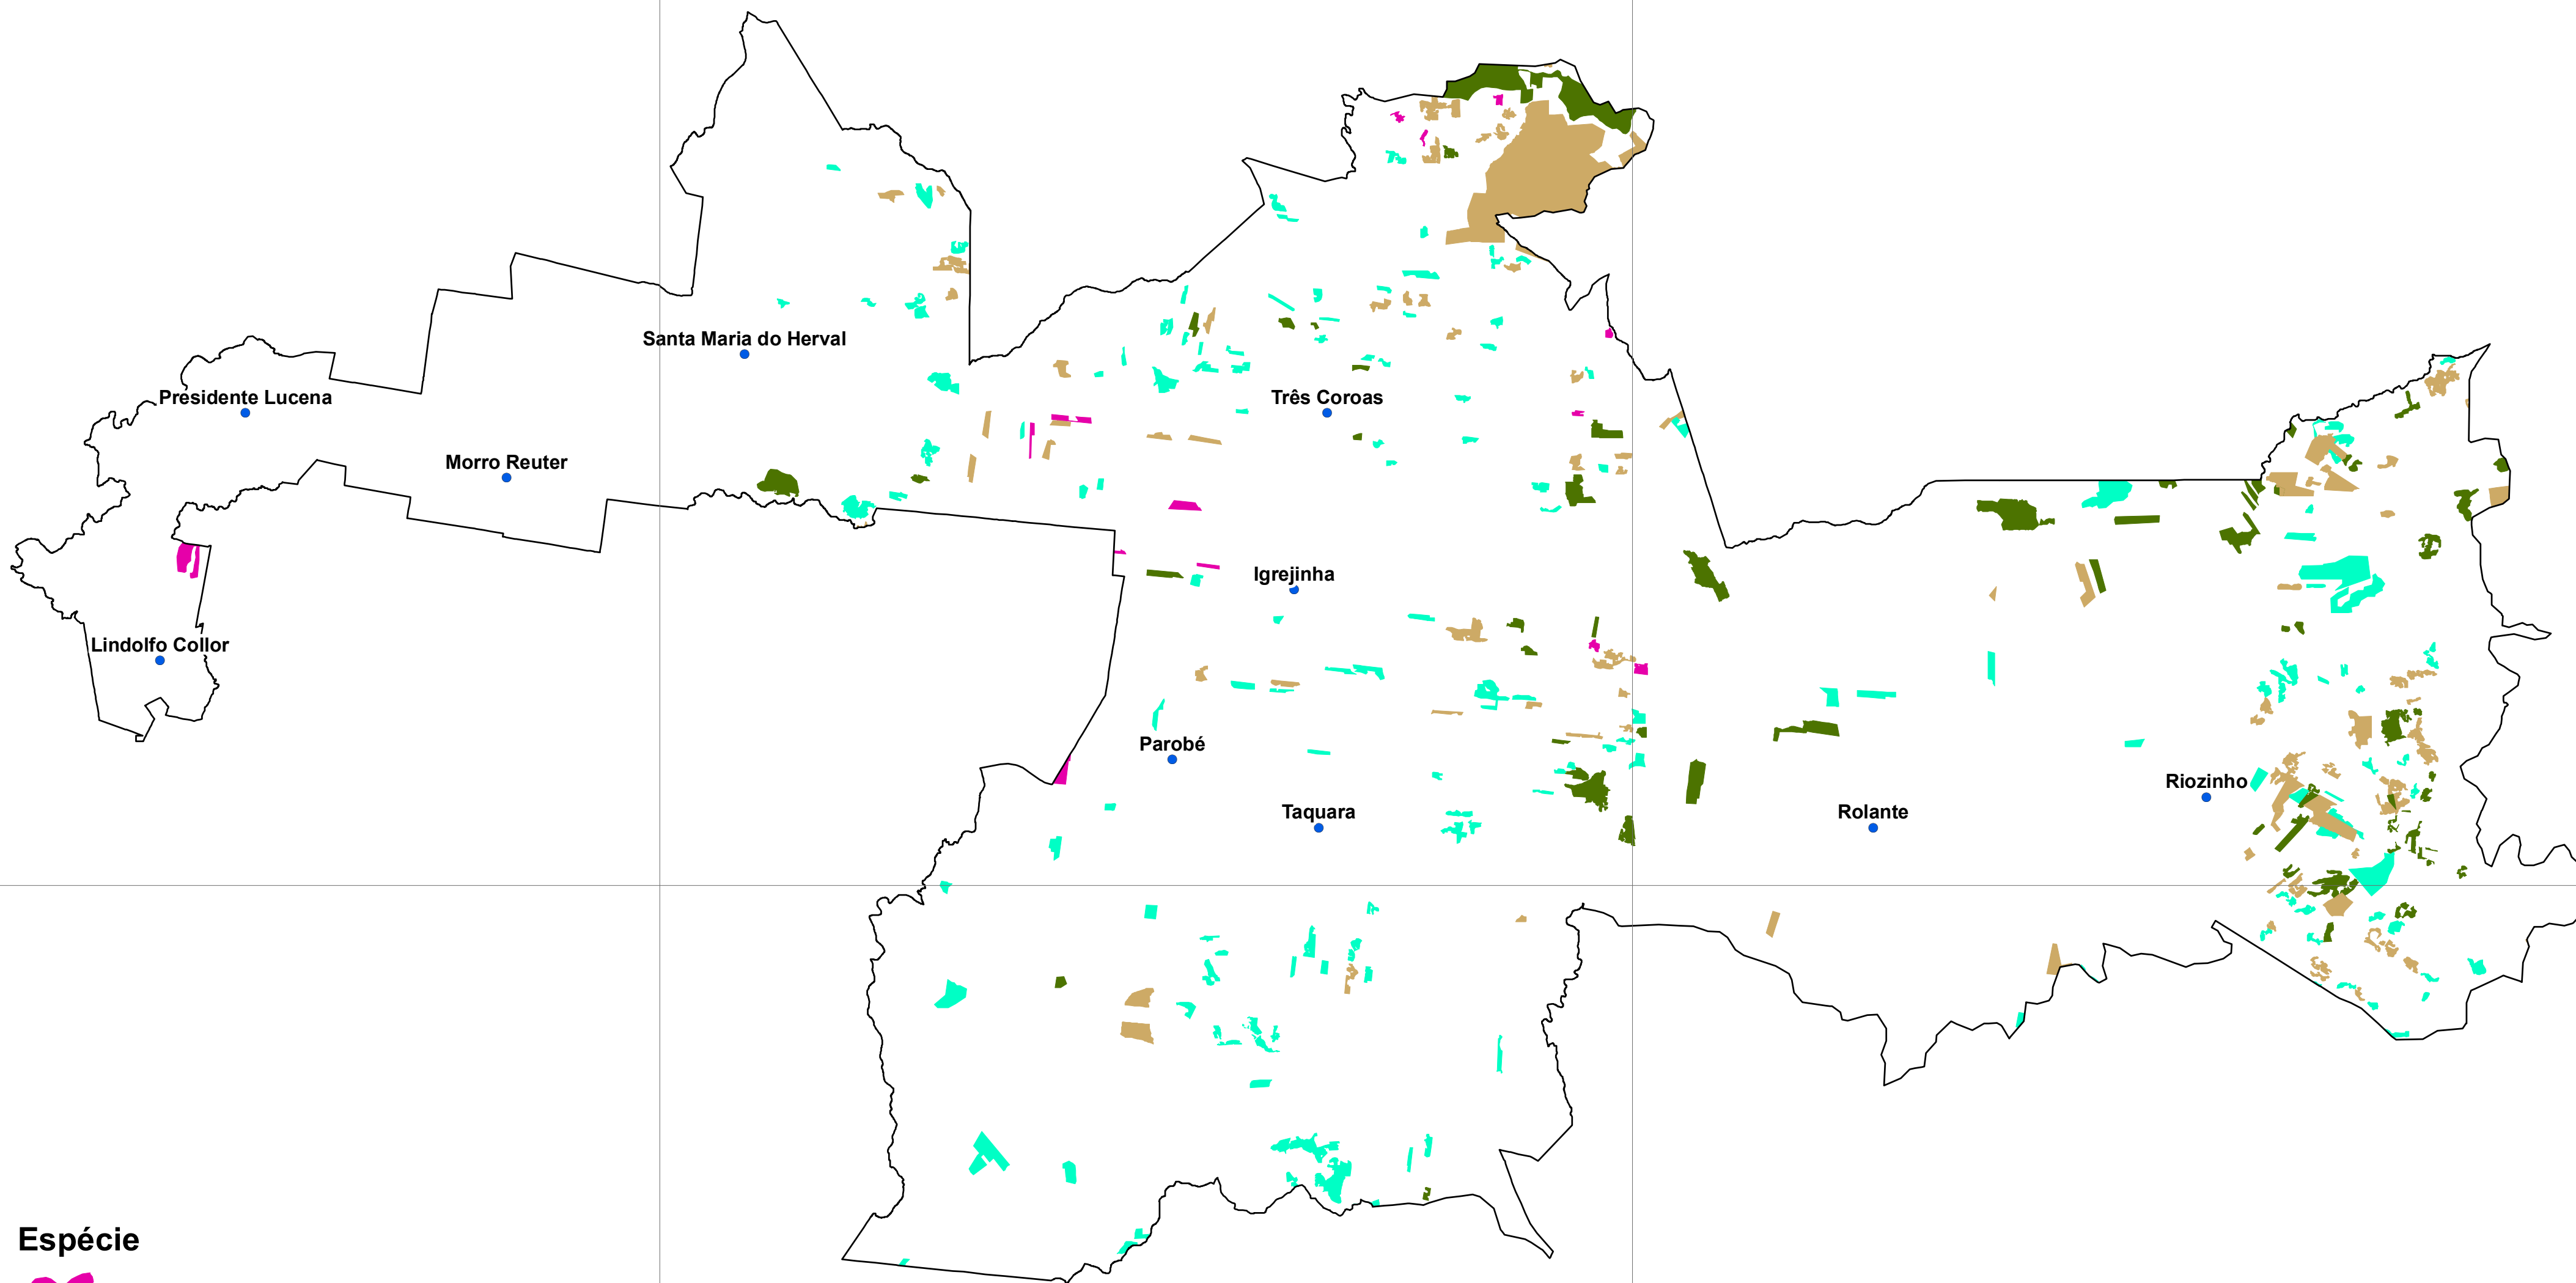 Santa Maria do Herval
Presidente Lucena
Três Coroas
Morro Reuter
Igrejinha
Lindolfo Collor
Parobé
Riozinho
Taquara
Rolante
Espécie